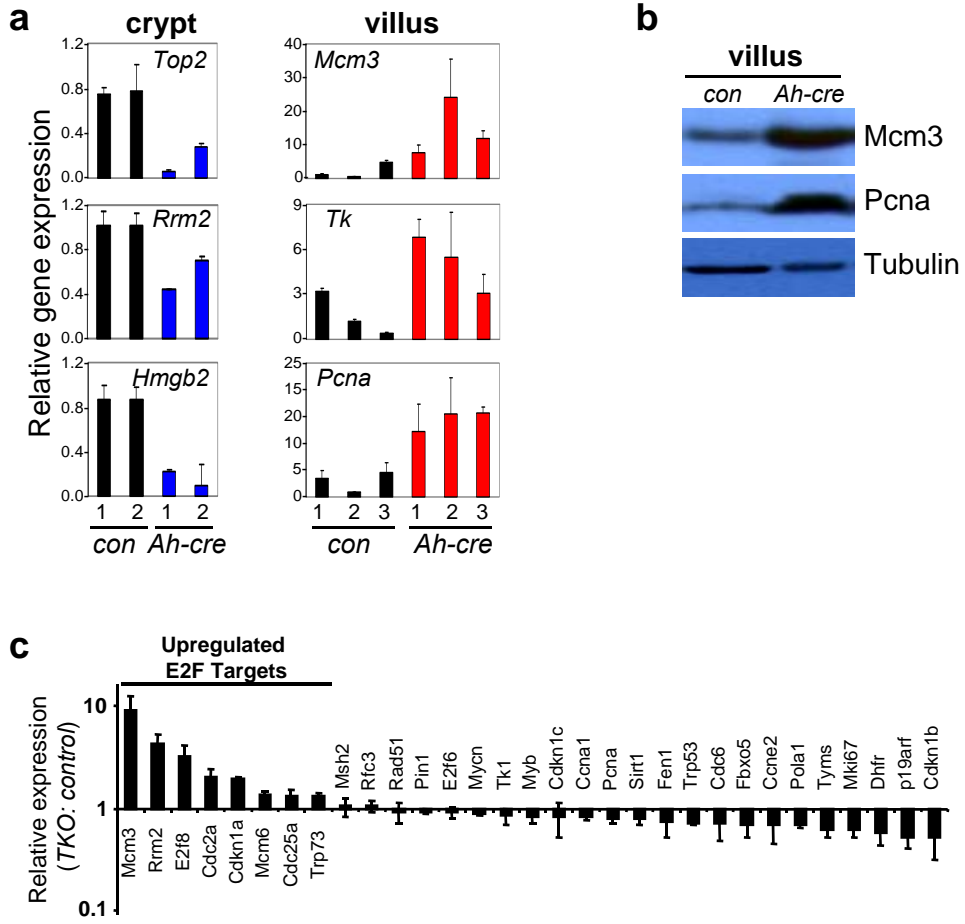 a
crypt
villus
Relative gene expression
1.2
0.8
0.4
0.0
Top2
40
30
20
10
0
Mcm3
1.2
0.8
0.4
0.0
Rrm2
9
6
3
0
Tk
1.2
0.8
0.4
0.0
Hmgb2
25
20
15
10
5
0
Pcna
1 2 1 2
con Ah-cre
1 2 3 1 2 3
con Ah-cre
b
villus
con Ah-cre
Mcm3
Pcna
Tubulin
c
Upregulated
E2F Targets
Relative expression
(TKO: control)
10
1
0.1
Mcm3
Rrm2
E2f8
Cdc2a
Cdkn1a
Mcm6
Cdc25a
Trp73
Msh2
Rfc3
Rad51
Pin1
E2f6
Mycn
Tk1
Myb
Cdkn1c
Ccna1
Pcna
Sirt1
Fen1
Trp53
Cdc6
Fbxo5
Ccne2
Pola1
Tyms
Mki67
Dhfr
p19arf
Cdkn1b